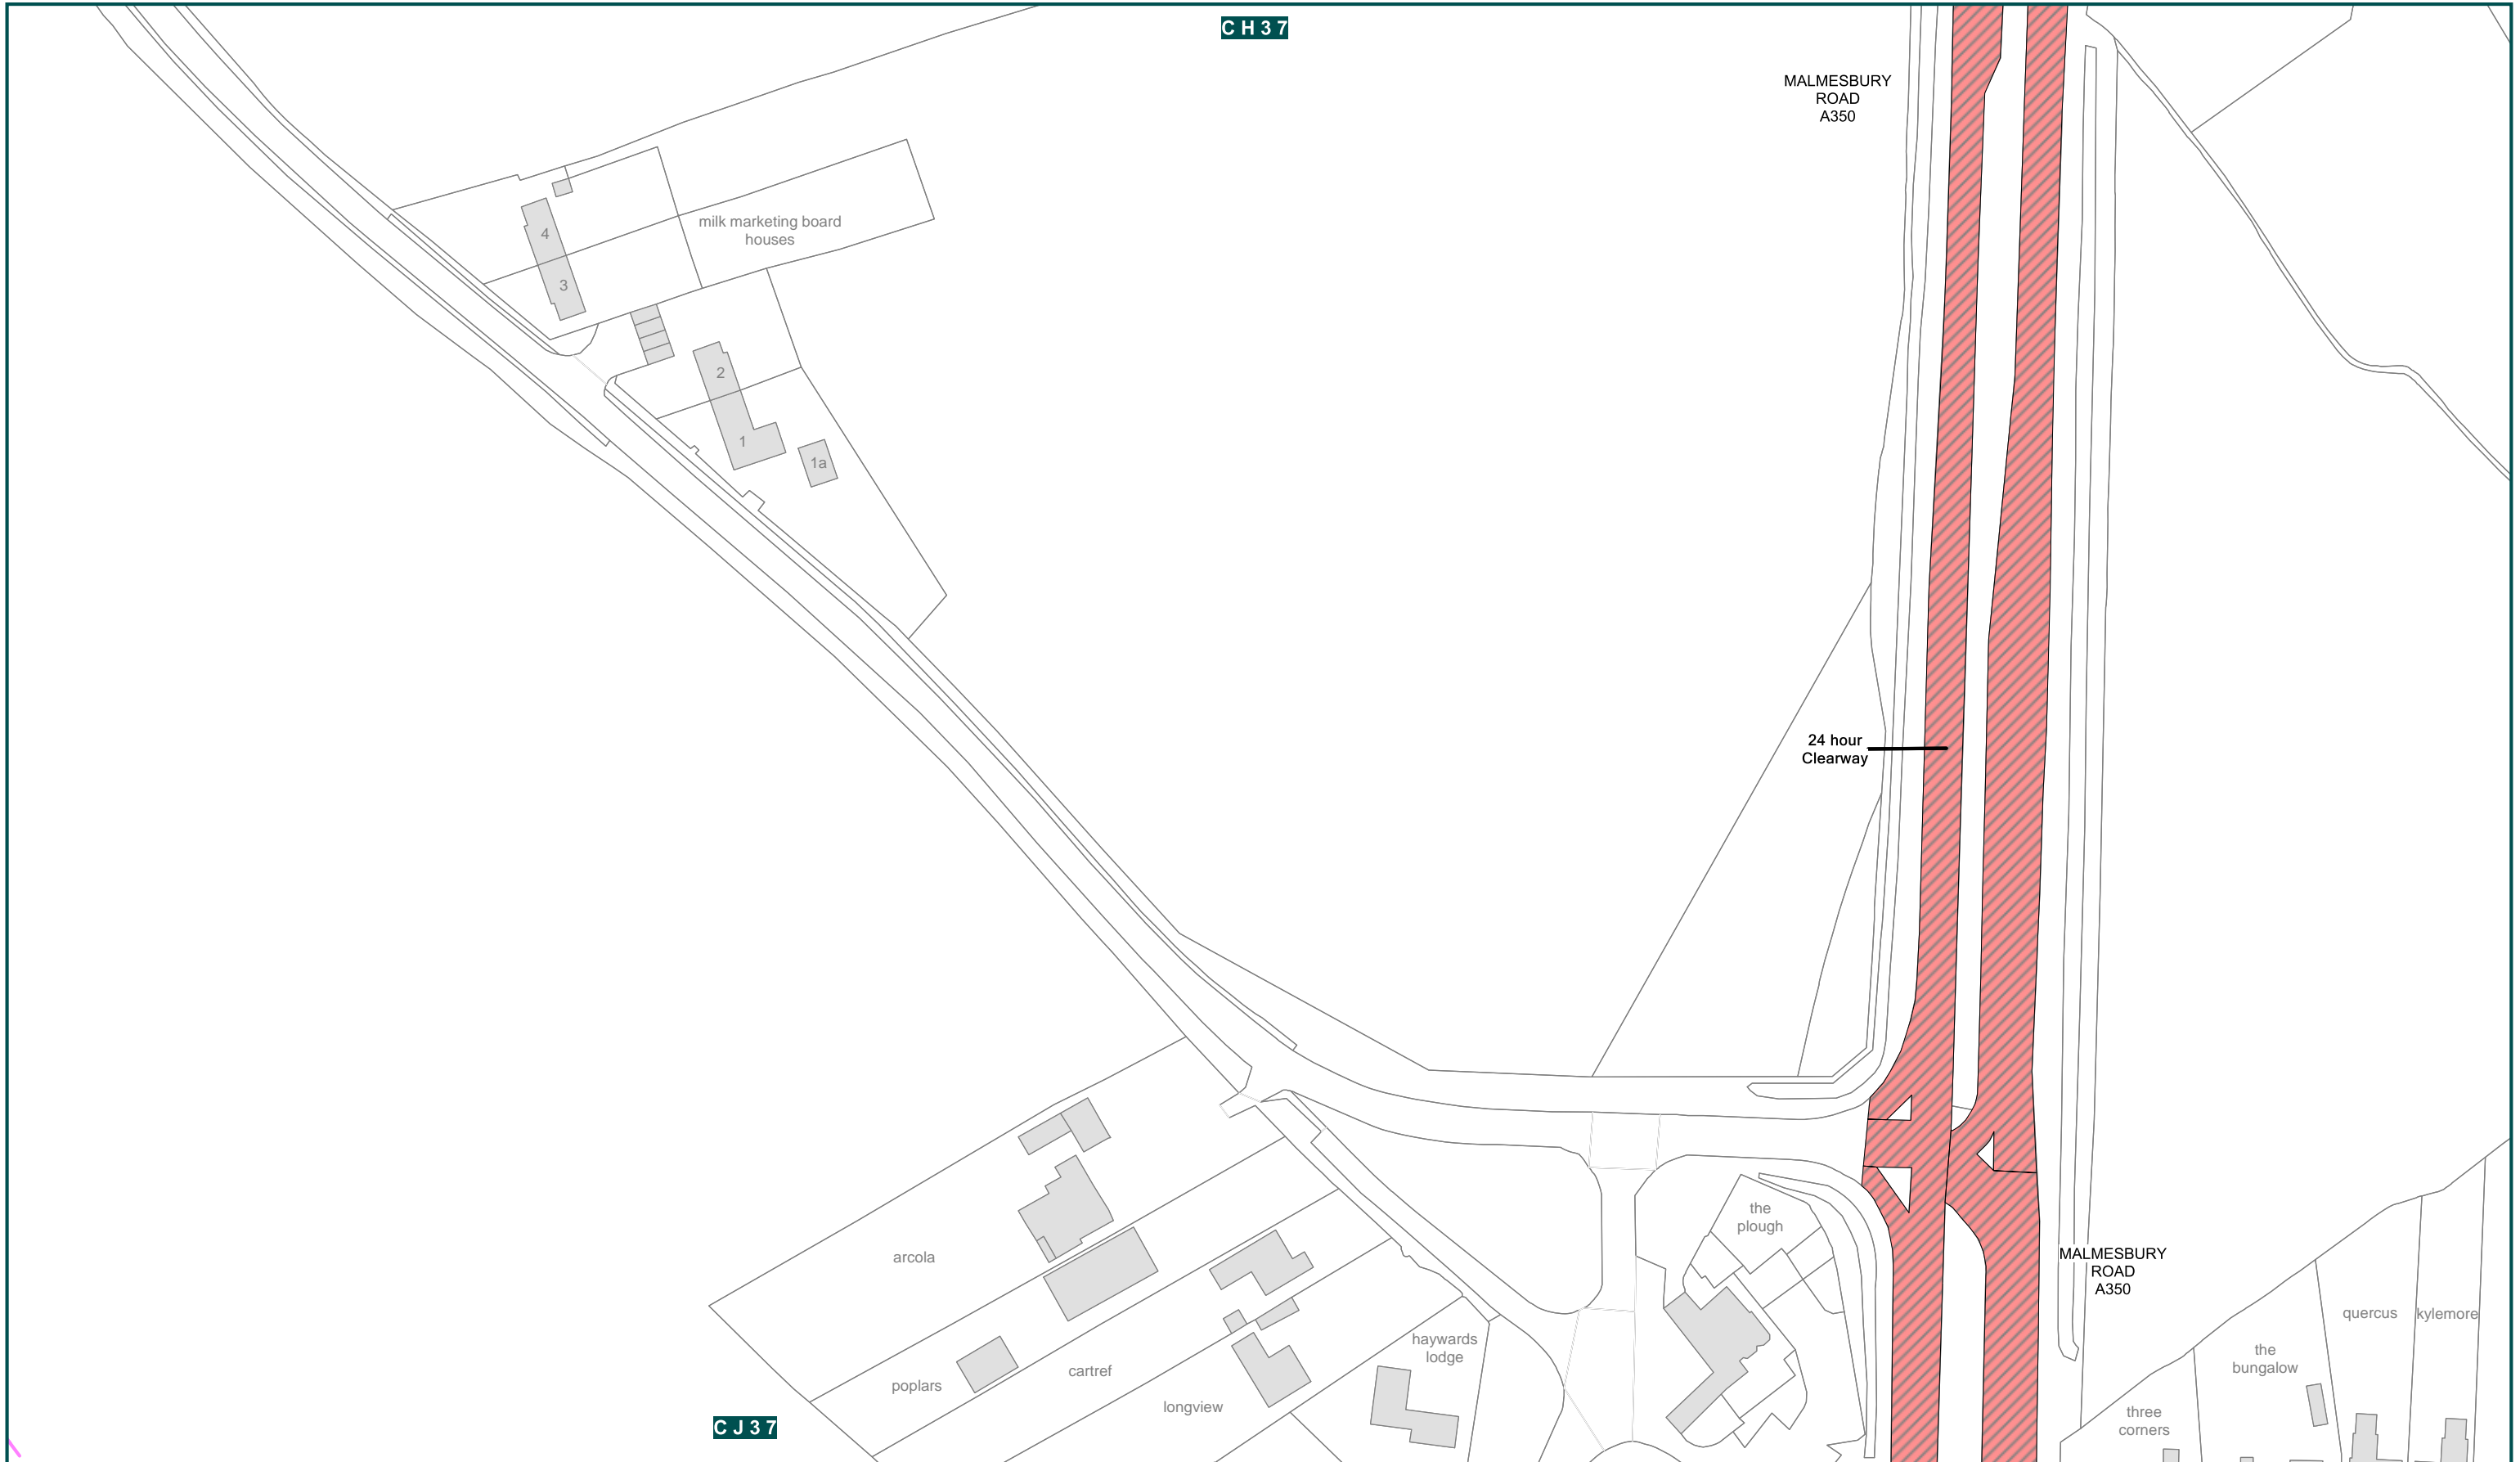 CH37
MALMESBURY
ROAD
A350
milk marketing board
houses
4
3
2
1
1a
24 hour
Clearway
the
plough
arcola
MALMESBURY
ROAD
A350
quercus
kylemore
haywards
lodge
the
bungalow
cartref
poplars
longview
three
corners
CJ37